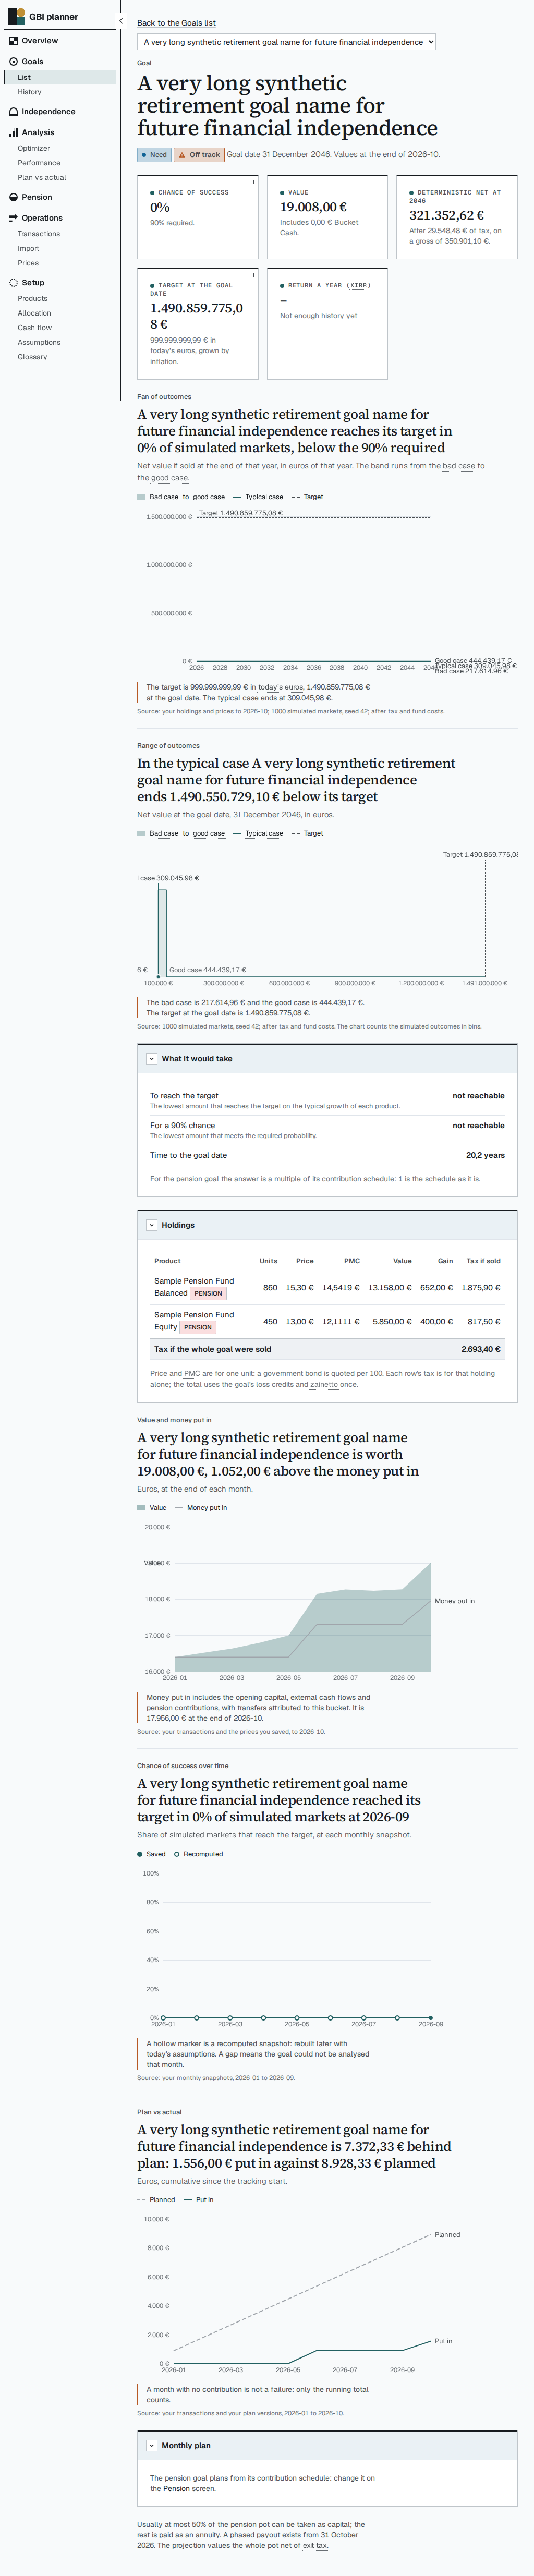 GBI planner
Overview
Goals
List
History
Independence
Analysis
Optimizer
Performance
Plan vs actual
Pension
Operations
Transactions
Import
Prices
Setup
Products
Allocation
Cash flow
Assumptions
Glossary
Back to the Goals list
A very long synthetic retirement goal name for future financial independence
Goal
A very long synthetic
retirement goal name for
future financial independence
Need Off track Goal date 31 December 2046. Values at the end of 2026-10.
CHANCE OF SUCCESS
0%
90% required.
VALUE
19.008,00 €
Includes 0,00 € Bucket
Cash.
DETERMINISTIC NET AT
2046
321.352,62 €
After 29.548,48 € of tax, on
a gross of 350.901,10 €.
TARGET AT THE GOAL
DATE
1.490.859.775,0
8 €
999.999.999,99 € in
today's euros, grown by
inflation.
RETURN A YEAR (XIRR)
–
Not enough history yet
Fan of outcomes
A very long synthetic retirement goal name for
future financial independence reaches its target in
0% of simulated markets, below the 90% required
Net value if sold at the end of that year, in euros of that year. The band runs from the bad case to
the good case.
Bad case to good case Typical case Target
Target 1.490.859.775,08 €
1.500.000.000 €
1.000.000.000 €
500.000.000 €
0 €
Good case 444.439,17 €
Typical case 309.045,98 €
Bad case 217.614,96 €
2026 2028 2030 2032 2034 2036 2038 2040 2042 2044 2046
The target is 999.999.999,99 € in today's euros, 1.490.859.775,08 €
at the goal date. The typical case ends at 309.045,98 €.
Source: your holdings and prices to 2026-10; 1000 simulated markets, seed 42; after tax and fund costs.
Range of outcomes
In the typical case A very long synthetic retirement
goal name for future financial independence
ends 1.490.550.729,10 € below its target
Net value at the goal date, 31 December 2046, in euros.
Bad case to good case Typical case Target
Target 1.490.859.775,08
l case 309.045,98 €
6 € Good case 444.439,17 €
100.000 € 300.000.000 € 600.000.000 € 900.000.000 € 1.200.000.000 € 1.491.000.000 €
The bad case is 217.614,96 € and the good case is 444.439,17 €.
The target at the goal date is 1.490.859.775,08 €.
Source: 1000 simulated markets, seed 42; after tax and fund costs. The chart counts the simulated outcomes in bins.
What it would take
To reach the target not reachable
The lowest amount that reaches the target on the typical growth of each product.
For a 90% chance not reachable
The lowest amount that meets the required probability.
Time to the goal date 20,2 years
For the pension goal the answer is a multiple of its contribution schedule: 1 is the schedule as it is.
Holdings
Product Units Price PMC Value Gain Tax if sold
Sample Pension Fund
Balanced PENSION 860 15,30 € 14,5419 € 13.158,00 € 652,00 € 1.875,90 €
Sample Pension Fund
Equity PENSION 450 13,00 € 12,1111 € 5.850,00 € 400,00 € 817,50 €
Tax if the whole goal were sold 2.693,40 €
Price and PMC are for one unit: a government bond is quoted per 100. Each row's tax is for that holding
alone; the total uses the goal's loss credits and zainetto once.
Value and money put in
A very long synthetic retirement goal name
for future financial independence is worth
19.008,00 €, 1.052,00 € above the money put in
Euros, at the end of each month.
Value Money put in
20.000 €
Value
18.000 €
Money put in
17.000 €
16.000 €
2026-01 2026-03 2026-05 2026-07 2026-09
Money put in includes the opening capital, external cash flows and
pension contributions, with transfers attributed to this bucket. It is
17.956,00 € at the end of 2026-10.
Source: your transactions and the prices you saved, to 2026-10.
Chance of success over time
A very long synthetic retirement goal name
for future financial independence reached its
target in 0% of simulated markets at 2026-09
Share of simulated markets that reach the target, at each monthly snapshot.
Saved Recomputed
100%
80%
60%
40%
20%
0%
2026-01 2026-03 2026-05 2026-07 2026-09
A hollow marker is a recomputed snapshot: rebuilt later with
today's assumptions. A gap means the goal could not be analysed
that month.
Source: your monthly snapshots, 2026-01 to 2026-09.
Plan vs actual
A very long synthetic retirement goal name for
future financial independence is 7.372,33 € behind
plan: 1.556,00 € put in against 8.928,33 € planned
Euros, cumulative since the tracking start.
Planned Put in
10.000 €
Planned
8.000 €
6.000 €
4.000 €
2.000 €
Put in
0 €
2026-01 2026-03 2026-05 2026-07 2026-09
A month with no contribution is not a failure: only the running total
counts.
Source: your transactions and your plan versions, 2026-01 to 2026-10.
Monthly plan
The pension goal plans from its contribution schedule: change it on
the Pension screen.
Usually at most 50% of the pension pot can be taken as capital; the
rest is paid as an annuity. A phased payout exists from 31 October
2026. The projection values the whole pot net of exit tax.